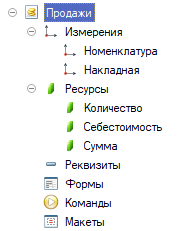 Продажи
Измерения
Номенклатура
Накладная
Ресурсы
Количество
Себестоимость
Сумма
Реквизиты
Формы
Команды
Макеты